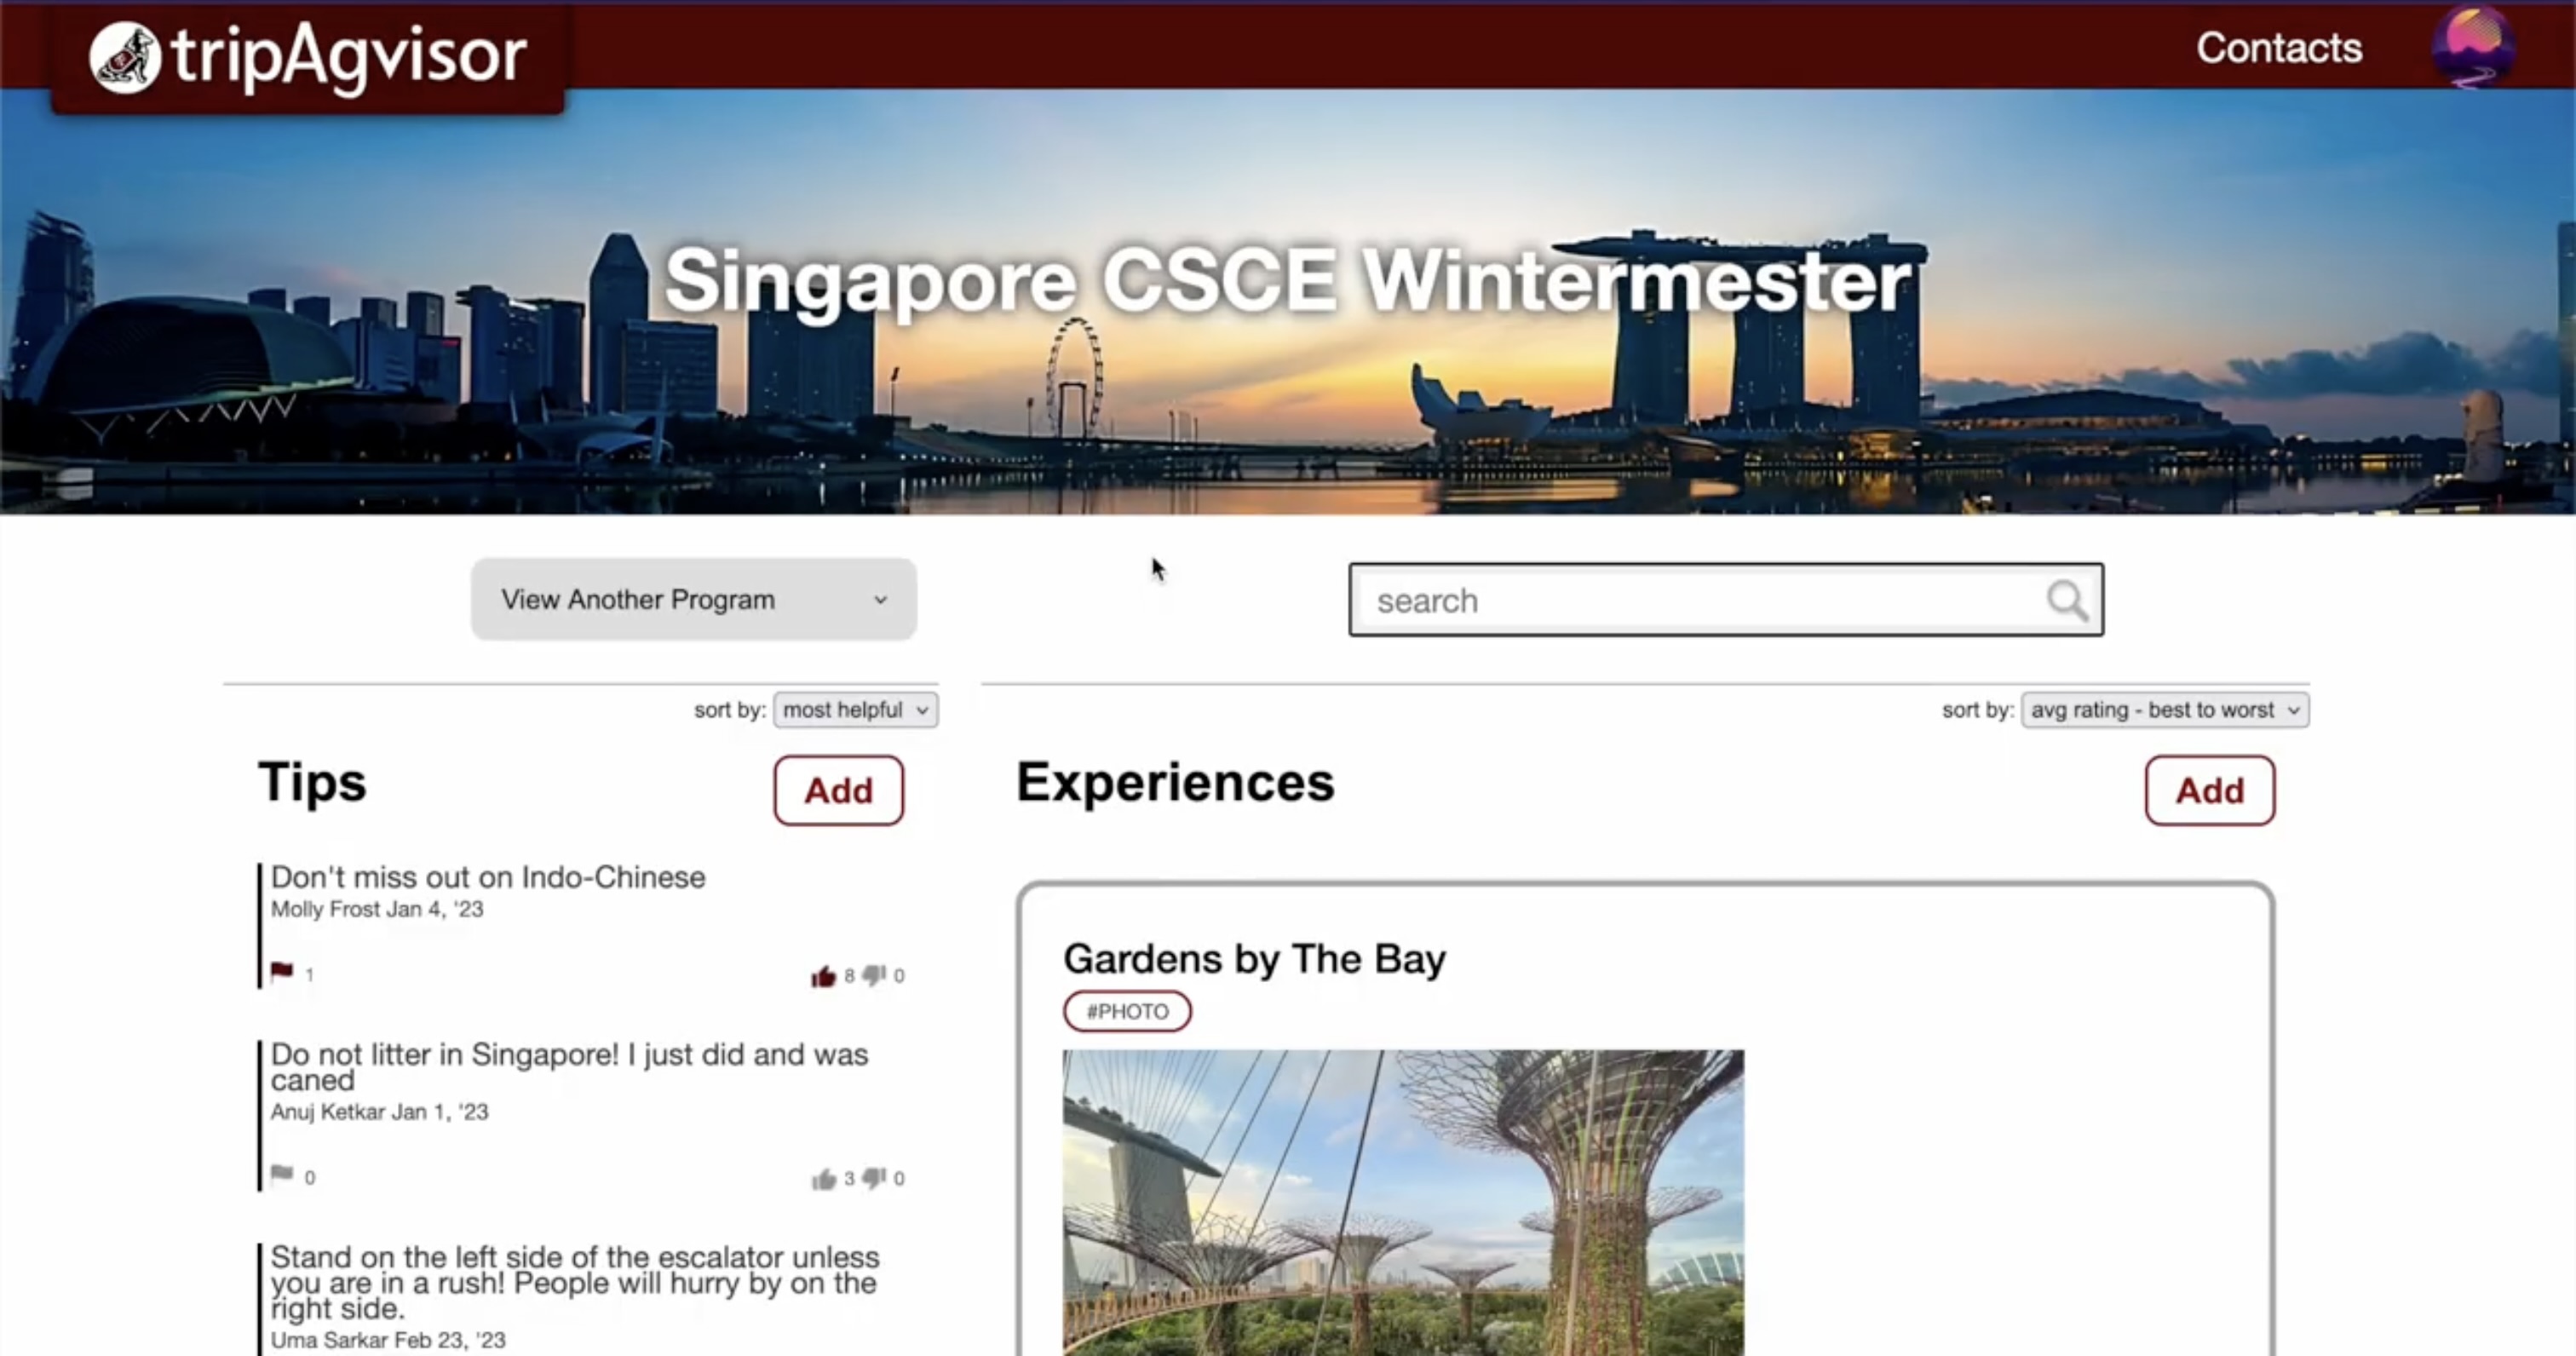 tripAgvisor
Contacts
Singapore CSCE Wintermester
View Another Program
search
sort by: most helpful
sort by: avg rating - best to worst
Tips
Add
Experiences
Add
Don't miss out on Indo-Chinese
Molly Frost Jan 4, '23
1
8 0
Do not litter in Singapore! I just did and was
caned
Anuj Ketkar Jan 1, '23
0
3 0
Stand on the left side of the escalator unless
you are in a rush! People will hurry by on the
right side.
Uma Sarkar Feb 23, '23
Gardens by The Bay
#PHOTO